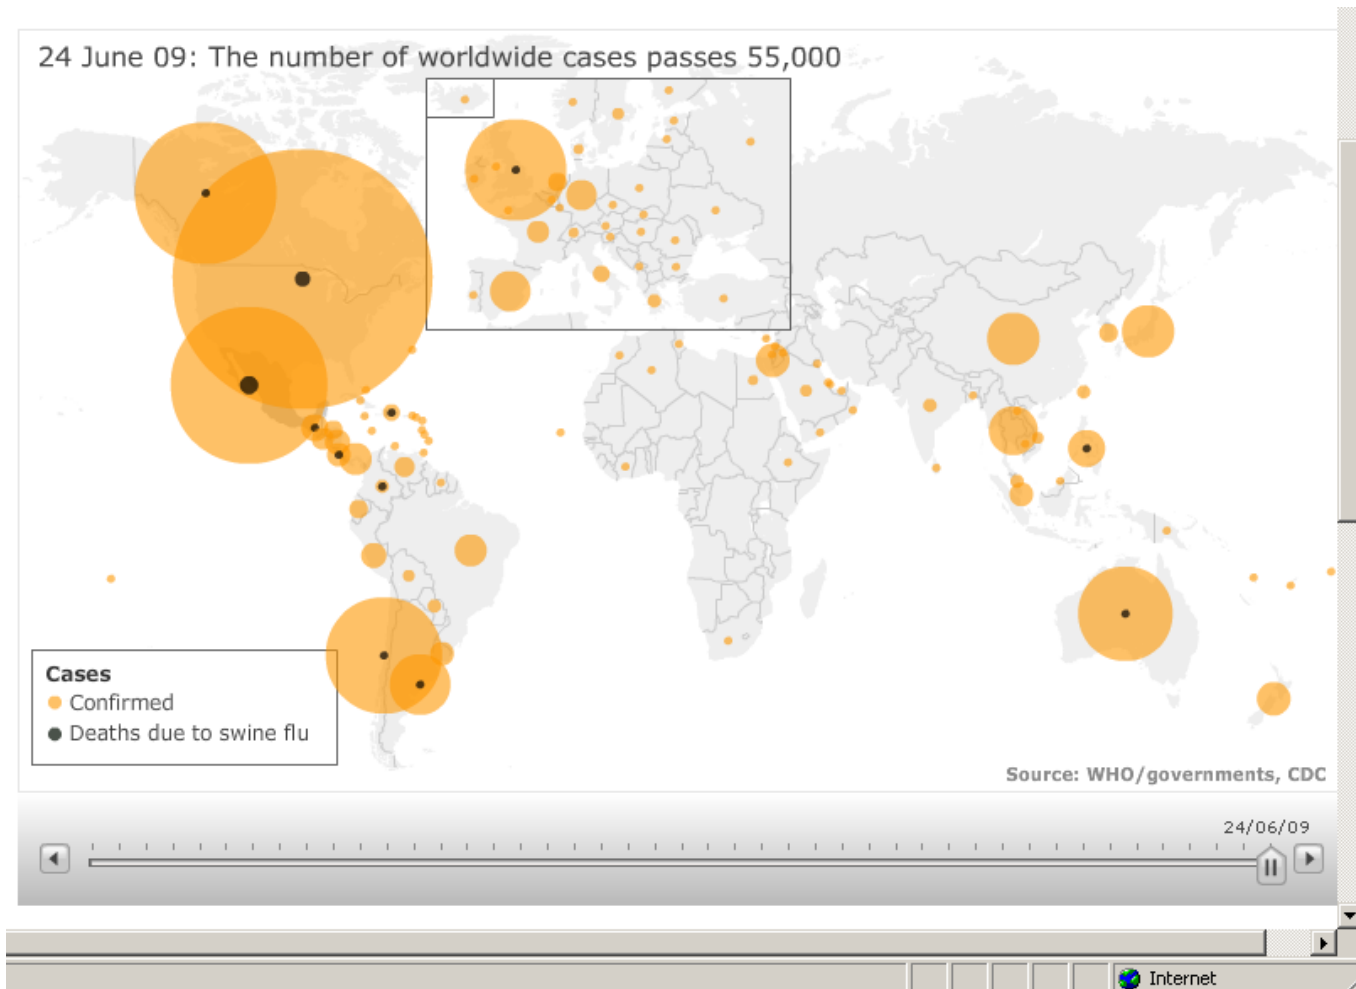 24 June 09: The number of worldwide cases passes 55,000
Cases
Confirmed
Deaths due to swine flu
Source: WHO/governments, CDC
24/06/09
Internet